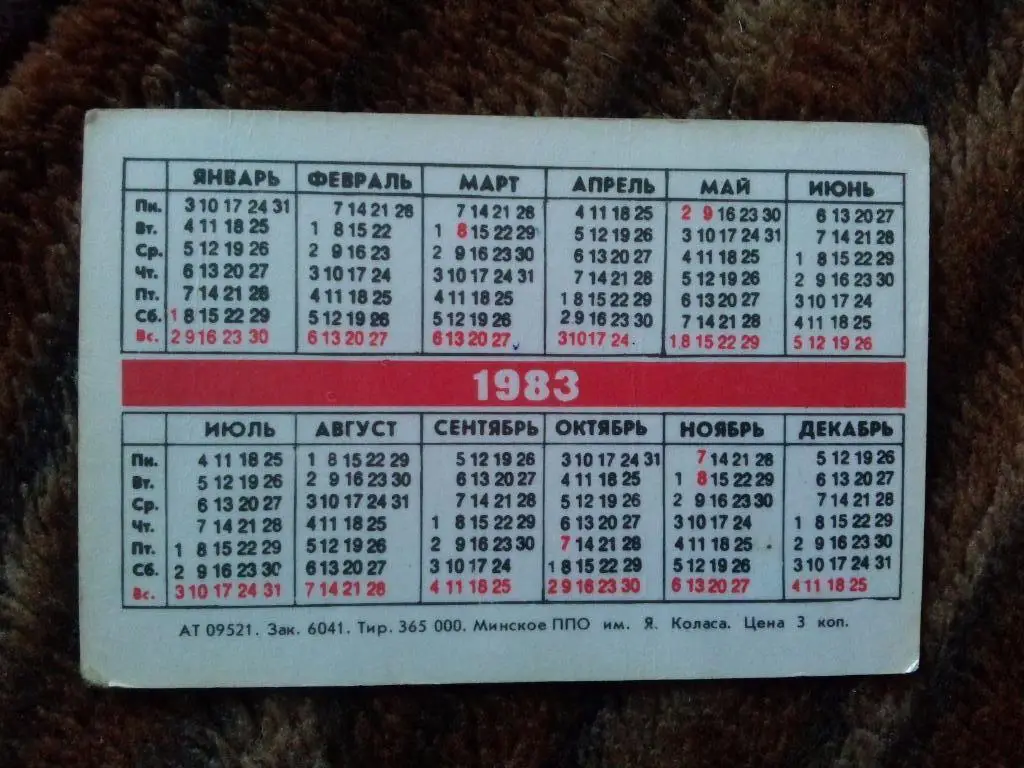 ЯНВАРЬ ФЕВРАЛЬ МАРТ АПРЕЛЬ МАЙ ИЮНЬ
Пн. 3 10 17 24 31 7 14 21 28 7 14 21 28 4 11 18 25 2 9 16 23 30 6 13 20 27
Вт. 4 11 18 25 1 8 15 22 1 8 15 22 29 5 12 19 26 3 10 17 24 31 7 14 21 28
Ср. 5 12 19 26 2 9 16 23 2 9 16 23 30 6 13 20 27 4 11 18 25 1 8 15 22 29
Чт. 6 13 20 27 3 10 17 24 3 10 17 24 31 7 14 21 28 5 12 19 26 2 9 16 23 30
Пт. 7 14 21 28 4 11 18 25 4 11 18 25 1 8 15 22 29 6 13 20 27 3 10 17 24
Сб. 1 8 15 22 29 5 12 19 26 5 12 19 26 2 9 16 23 30 7 14 21 28 4 11 18 25
Вс. 2 9 16 23 30 6 13 20 27 6 13 20 27 3 10 17 24 1 8 15 22 29 5 12 19 26
1983
ИЮЛЬ АВГУСТ СЕНТЯБРЬ ОКТЯБРЬ НОЯБРЬ ДЕКАБРЬ
Пн. 4 11 18 25 1 8 15 22 29 5 12 19 26 3 10 17 24 31 7 14 21 28 5 12 19 26
Вт. 5 12 19 26 2 9 16 23 30 6 13 20 27 4 11 18 25 1 8 15 22 29 6 13 20 27
Ср. 6 13 20 27 3 10 17 24 31 7 14 21 28 5 12 19 26 2 9 16 23 30 7 14 21 28
Чт. 7 14 21 28 4 11 18 25 1 8 15 22 29 6 13 20 27 3 10 17 24 1 8 15 22 29
Пт. 1 8 15 22 29 5 12 19 26 2 9 16 23 30 7 14 21 28 4 11 18 25 2 9 16 23 30
Сб. 2 9 16 23 30 6 13 20 27 3 10 17 24 1 8 15 22 29 5 12 19 26 3 10 17 24 31
Вс. 3 10 17 24 31 7 14 21 28 4 11 18 25 2 9 16 23 30 6 13 20 27 4 11 18 25
АТ 09521. Зак. 6041. Тир. 365 000. Минское ППО им. Я. Коласа. Цена 3 коп.